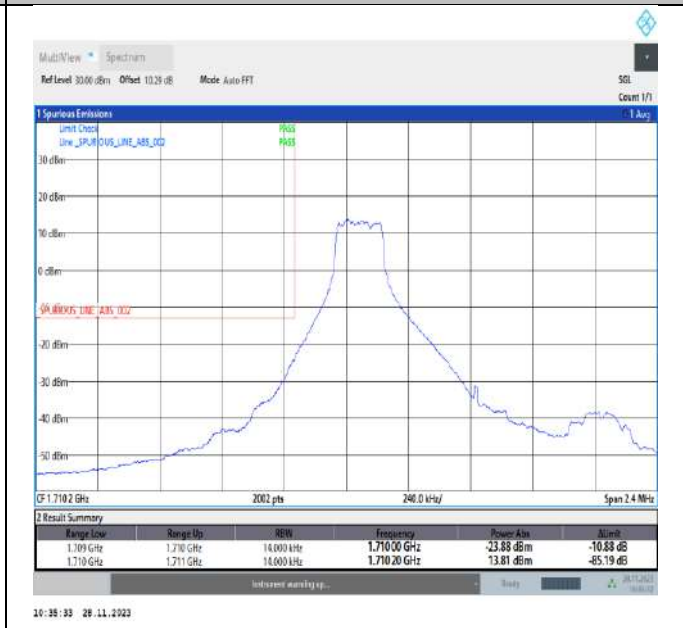 MultiView Spectrum
Ref Level 30.00 dBm Offset 10.29 dB Mode Auto FFT SGL
Count 1/1
1 Spurious Emissions 1 Avg
Limit Check PASS
Line _SPURIOUS_LINE_ABS_002 PASS
30 dBm
20 dBm
10 dBm
0 dBm
_SPURIOUS_LINE_ABS_002
-20 dBm
-30 dBm
-40 dBm
-50 dBm
CF 1.7102 GHz 2002 pts 240.0 kHz/ Span 2.4 MHz
2 Result Summary
Range Low Range Up RBW Frequency Power Abs ΔLimit
1.709 GHz 1.710 GHz 14.000 kHz 1.71000 GHz -23.88 dBm -10.88 dB
1.710 GHz 1.711 GHz 14.000 kHz 1.71020 GHz 13.81 dBm -85.19 dB
Instrument warming up... Ready 28.11.2023
10:35:33 28.11.2023